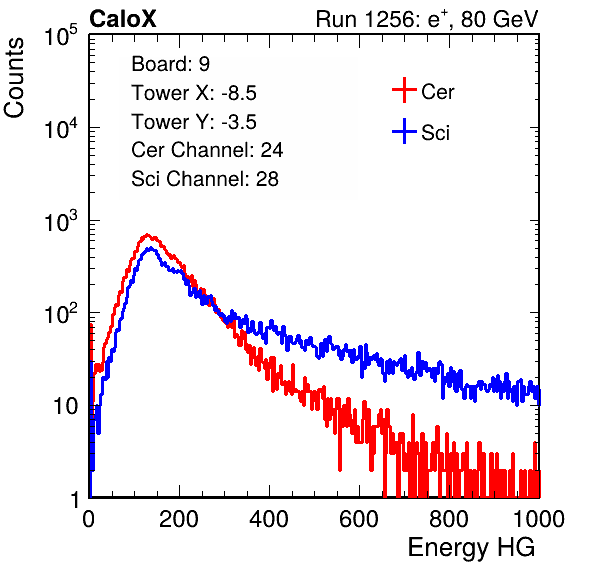 CaloX Run 1256: e⁺, 80 GeV
Counts
10⁵
10⁴
10³
10²
10
1
Board: 9
Tower X: -8.5
Tower Y: -3.5
Cer Channel: 24
Sci Channel: 28
Cer
Sci
0 200 400 600 800 1000
Energy HG